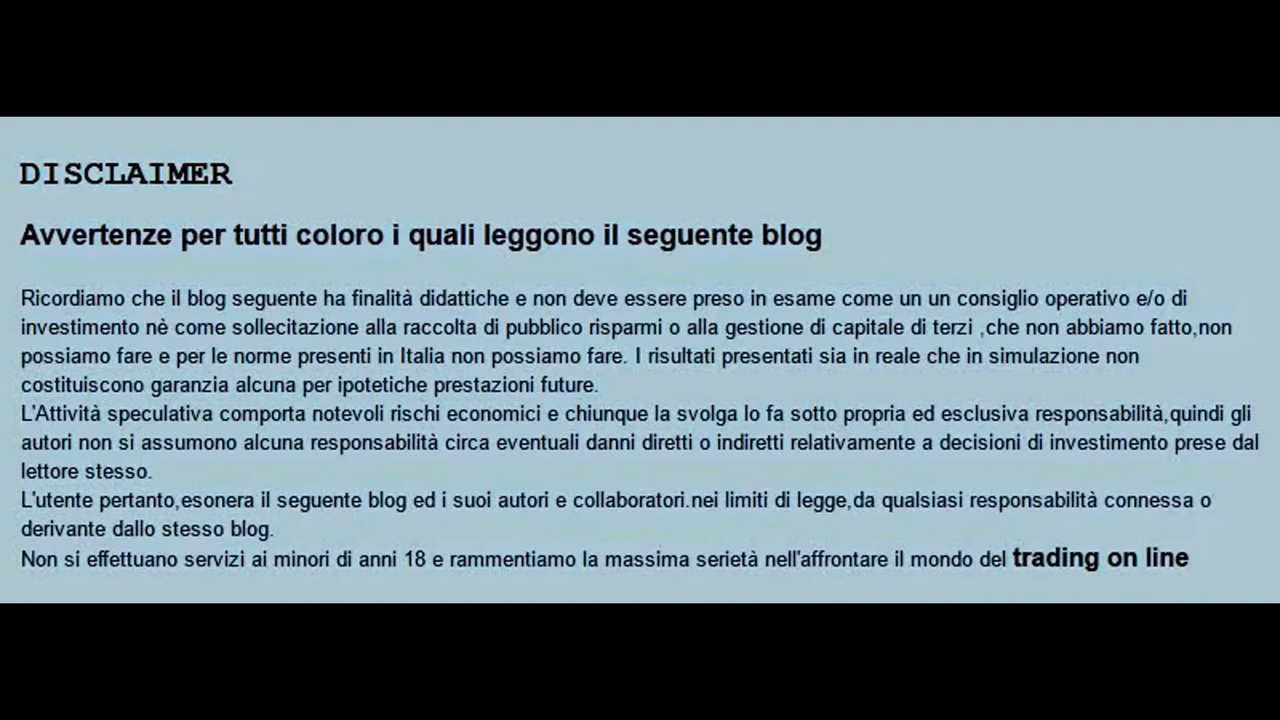 DISCLAIMER
Avvertenze per tutti coloro i quali leggono il seguente blog
Ricordiamo che il blog seguente ha finalità didattiche e non deve essere preso in esame come un un consiglio operativo e/o di
investimento nè come sollecitazione alla raccolta di pubblico risparmi o alla gestione di capitale di terzi ,che non abbiamo fatto,non
possiamo fare e per le norme presenti in Italia non possiamo fare. I risultati presentati sia in reale che in simulazione non
costituiscono garanzia alcuna per ipotetiche prestazioni future.
L'Attività speculativa comporta notevoli rischi economici e chiunque la svolga lo fa sotto propria ed esclusiva responsabilità,quindi gli
autori non si assumono alcuna responsabilità circa eventuali danni diretti o indiretti relativamente a decisioni di investimento prese dal
lettore stesso.
L'utente pertanto,esonera il seguente blog ed i suoi autori e collaboratori.nei limiti di legge,da qualsiasi responsabilità connessa o
derivante dallo stesso blog.
Non si effettuano servizi ai minori di anni 18 e rammentiamo la massima serietà nell'affrontare il mondo del trading on line